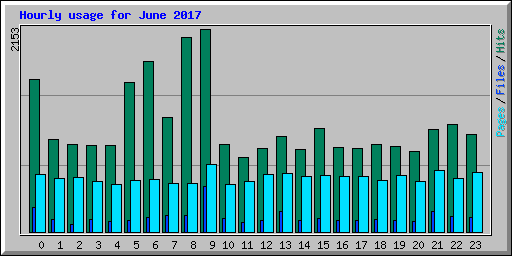 Hourly usage for June 2017
2153
Pages/Files/Hits
0 1 2 3 4 5 6 7 8 9 10 11 12 13 14 15 16 17 18 19 20 21 22 23